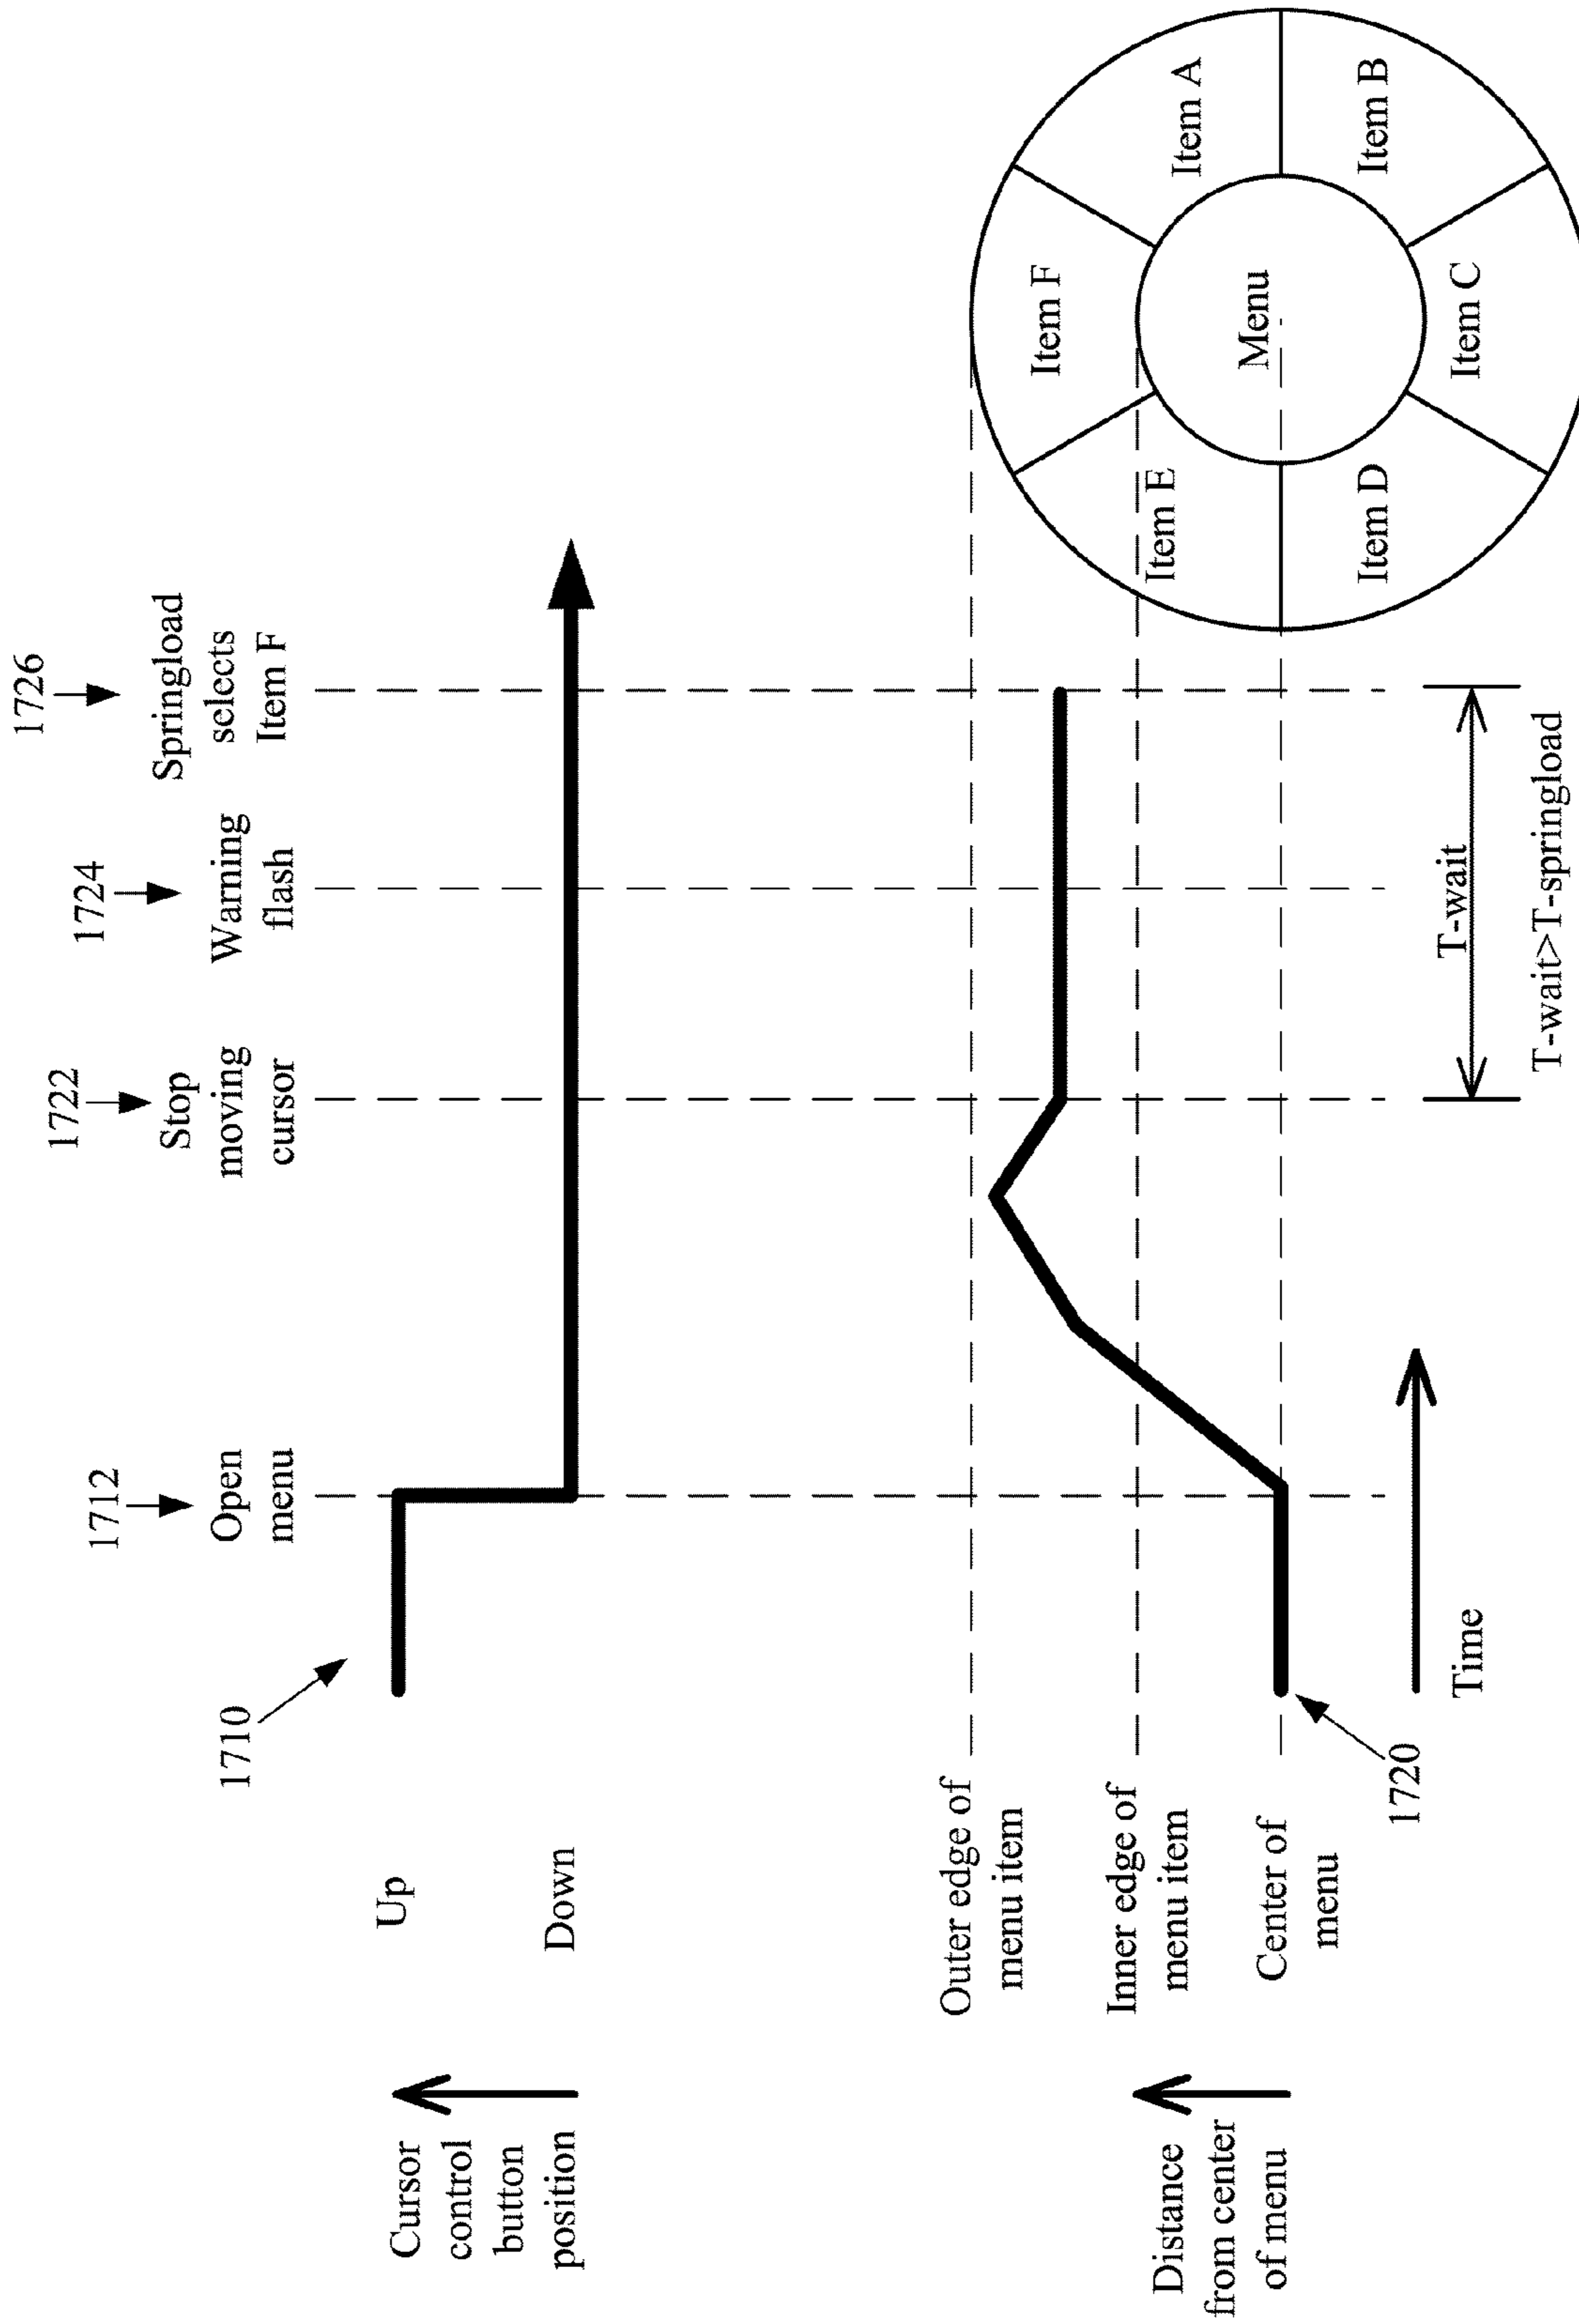 1712
Open
menu
1722
Stop
moving
cursor
1724
Warning
flash
1726
Springload
selects
Item F
1710
Cursor
control
button
position
Up
Down
Distance
from center
of menu
Outer edge of
menu item
Inner edge of
menu item
Center of
menu
1720
Time
T-wait
T-wait>T-springload
Menu
Item A
Item B
Item C
Item D
Item E
Item F